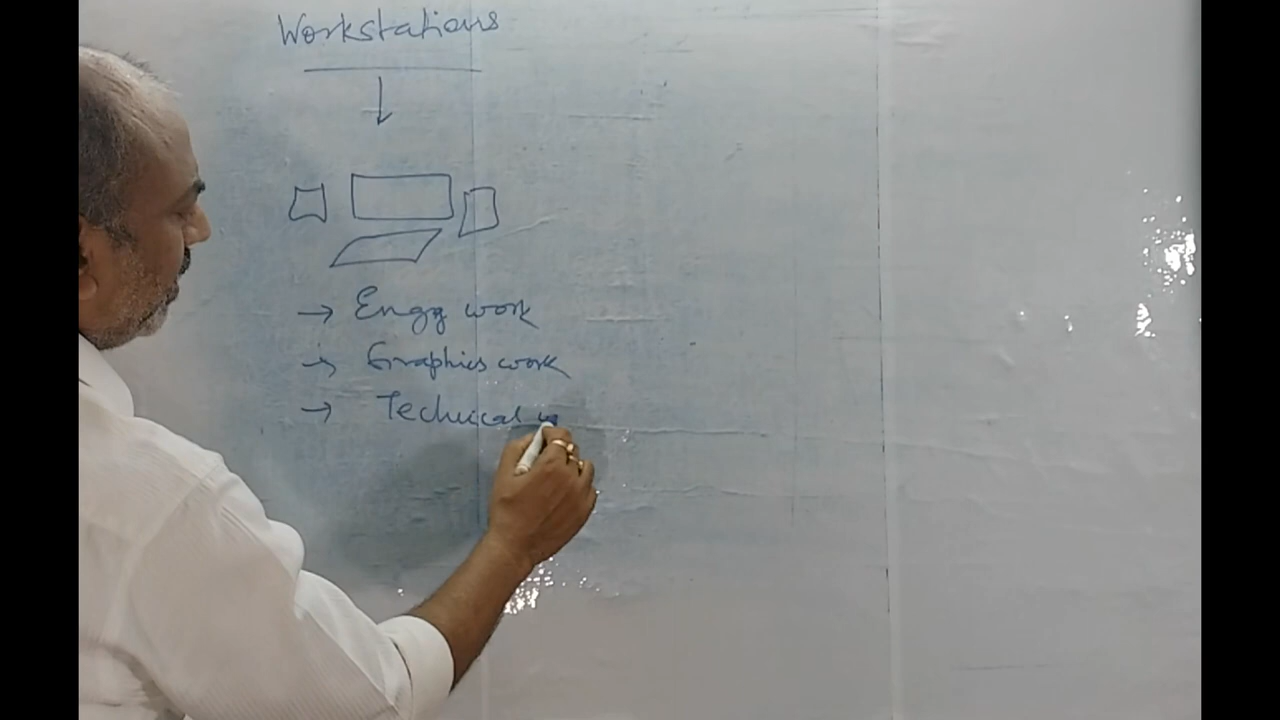 Workstations
→ Engg work
→ Graphics work
→ Technical